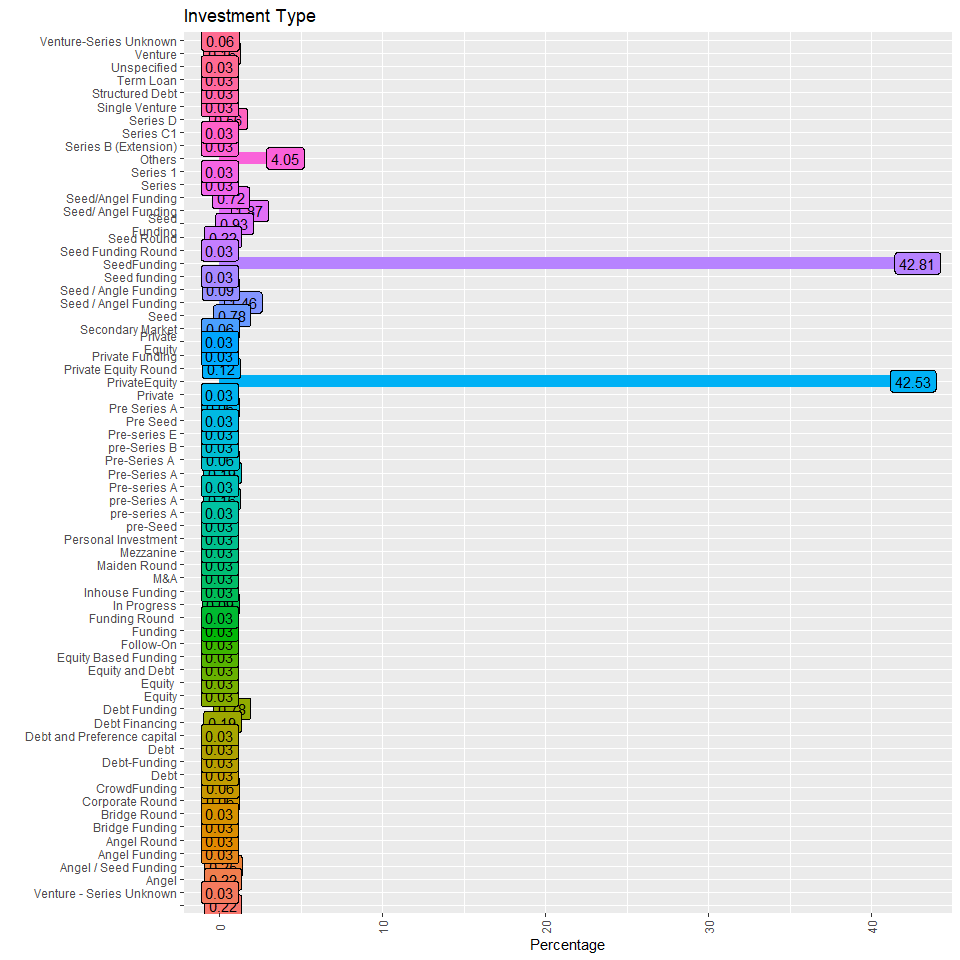 Investment Type
Venture-Series Unknown 0.06
Venture
Unspecified 0.03
Term Loan 0.03
Structured Debt 0.03
Single Venture 0.03
Series D
Series C1 0.03
Series B (Extension) 0.03
Others 4.05
Series 1 0.03
Series 0.03
Seed/Angel Funding 0.72
Seed/ Angel Funding
Seed
Funding 0.93
Seed Round 0.22
Seed Funding Round 0.03
SeedFunding 42.81
Seed funding 0.03
Seed / Angle Funding 0.09
Seed / Angel Funding
Seed 0.78
Secondary Market 0.06
Private
Equity 0.03
Private Funding 0.03
Private Equity Round 0.12
PrivateEquity 42.53
Private 0.03
Pre Series A
Pre Seed 0.03
Pre-series E 0.03
pre-Series B 0.03
Pre-Series A 0.06
Pre-Series A
Pre-series A 0.03
pre-Series A
pre-series A 0.03
pre-Seed 0.03
Personal Investment 0.03
Mezzanine 0.03
Maiden Round 0.03
M&A 0.03
Inhouse Funding 0.03
In Progress
Funding Round 0.03
Funding 0.03
Follow-On 0.03
Equity Based Funding 0.03
Equity and Debt 0.03
Equity 0.03
Equity 0.03
Debt Funding
Debt Financing 0.19
Debt and Preference capital 0.03
Debt 0.03
Debt-Funding 0.03
Debt 0.03
CrowdFunding 0.06
Corporate Round
Bridge Round 0.03
Bridge Funding 0.03
Angel Round 0.03
Angel Funding 0.03
Angel / Seed Funding
Angel 0.22
Venture - Series Unknown 0.03
0.22
0 10 20 30 40
Percentage